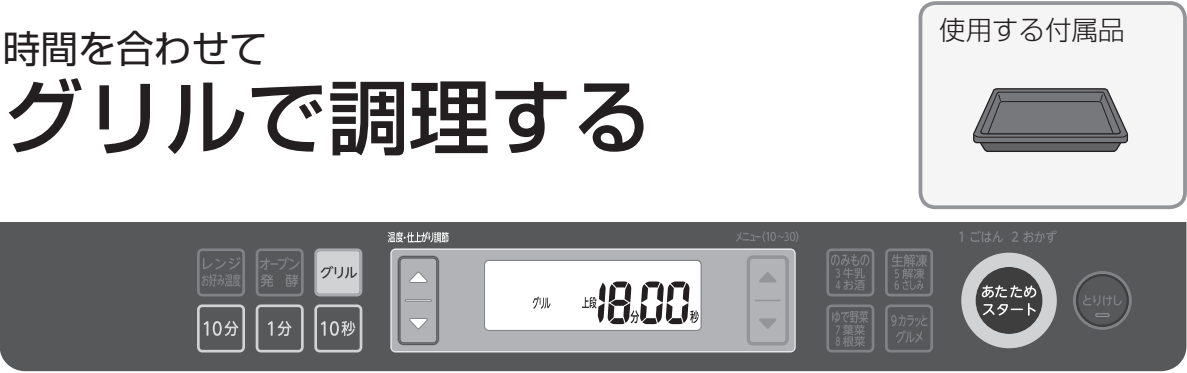 時間を合わせて
グリルで調理する
使用する付属品
温度・仕上がり調節
メニュー(10~30)
1 ごはん 2 おかず
レンジ
お好み温度
オーブン
発 酵
グリル
10分
1分
10秒
グリル 上段 18分00秒
のみもの
3 牛乳
4 お酒
生解凍
5 解凍
6 さしみ
ゆで野菜
7 葉菜
8 根菜
9 カラッと
グルメ
あたため
スタート
とりけし